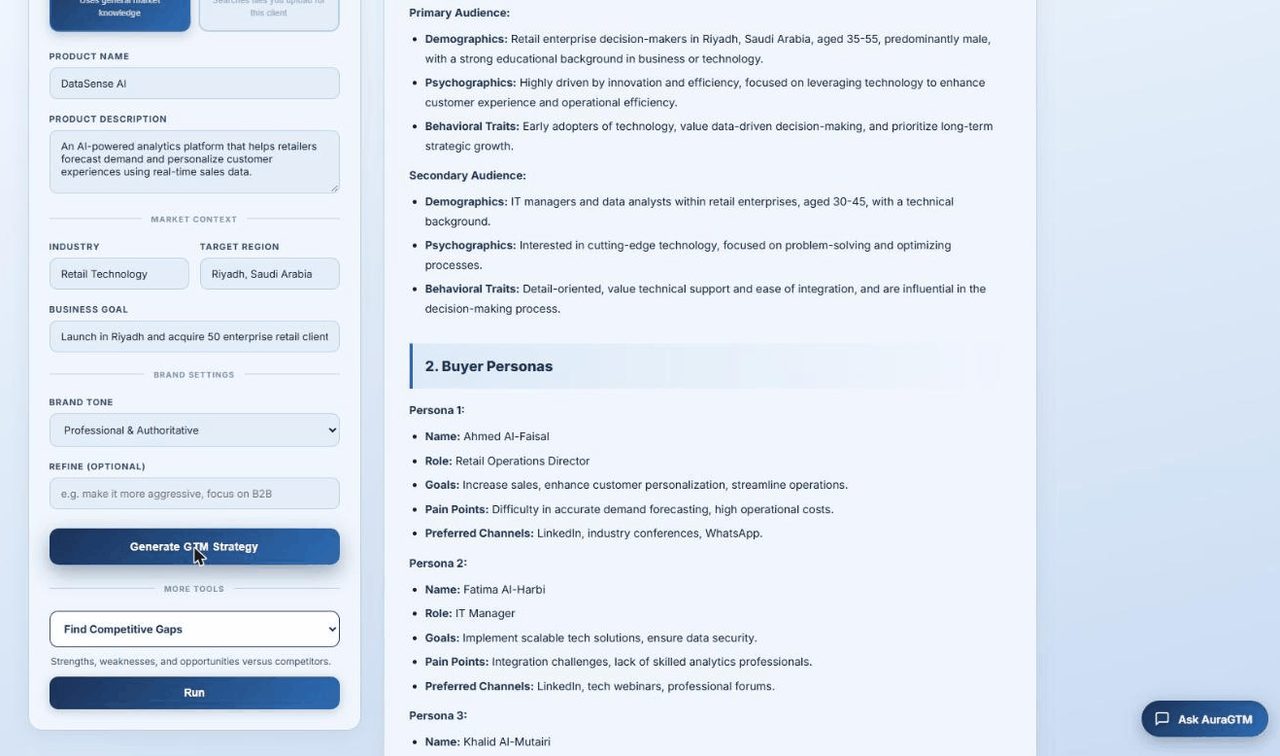 Uses general market
knowledge
Searches files you upload for
this client
PRODUCT NAME
DataSense AI
PRODUCT DESCRIPTION
An AI-powered analytics platform that helps retailers
forecast demand and personalize customer
experiences using real-time sales data.
MARKET CONTEXT
INDUSTRY
TARGET REGION
Retail Technology
Riyadh, Saudi Arabia
BUSINESS GOAL
Launch in Riyadh and acquire 50 enterprise retail client
BRAND SETTINGS
BRAND TONE
Professional & Authoritative
REFINE (OPTIONAL)
e.g. make it more aggressive, focus on B2B
Generate GTM Strategy
MORE TOOLS
Find Competitive Gaps
Strengths, weaknesses, and opportunities versus competitors.
Run
Primary Audience:
• Demographics: Retail enterprise decision-makers in Riyadh, Saudi Arabia, aged 35-55, predominantly male,
with a strong educational background in business or technology.
• Psychographics: Highly driven by innovation and efficiency, focused on leveraging technology to enhance
customer experience and operational efficiency.
• Behavioral Traits: Early adopters of technology, value data-driven decision-making, and prioritize long-term
strategic growth.
Secondary Audience:
• Demographics: IT managers and data analysts within retail enterprises, aged 30-45, with a technical
background.
• Psychographics: Interested in cutting-edge technology, focused on problem-solving and optimizing
processes.
• Behavioral Traits: Detail-oriented, value technical support and ease of integration, and are influential in the
decision-making process.
2. Buyer Personas
Persona 1:
• Name: Ahmed Al-Faisal
• Role: Retail Operations Director
• Goals: Increase sales, enhance customer personalization, streamline operations.
• Pain Points: Difficulty in accurate demand forecasting, high operational costs.
• Preferred Channels: LinkedIn, industry conferences, WhatsApp.
Persona 2:
• Name: Fatima Al-Harbi
• Role: IT Manager
• Goals: Implement scalable tech solutions, ensure data security.
• Pain Points: Integration challenges, lack of skilled analytics professionals.
• Preferred Channels: LinkedIn, tech webinars, professional forums.
Persona 3:
• Name: Khalid Al-Mutairi
Ask AuraGTM